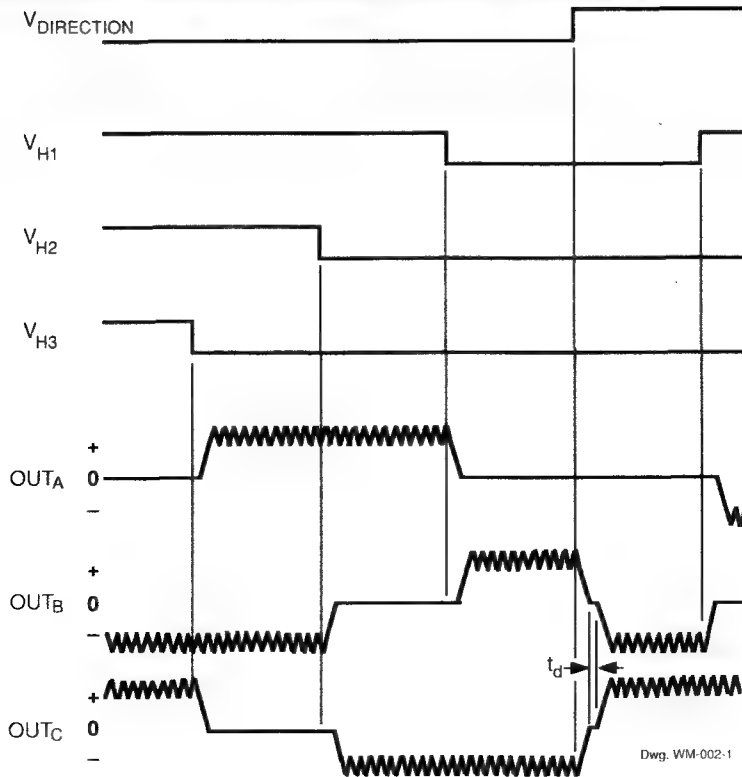 VDIRECTION
VH1
VH2
VH3
+
OUTA 0
–
+
OUTB 0
–
td
+
OUTC 0
–
Dwg. WM-002-1